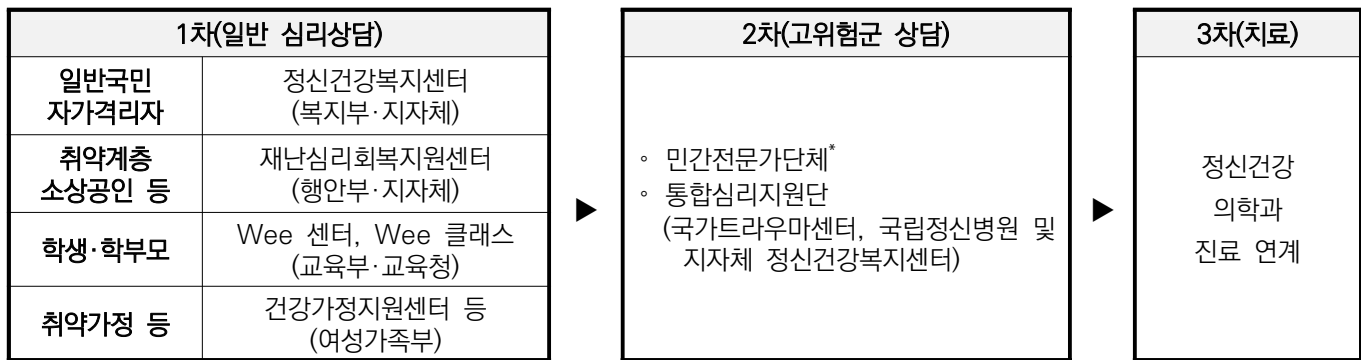 1차(일반 심리상담)
일반국민
자가격리자
정신건강복지센터
(복지부·지자체)
취약계층
소상공인 등
재난심리회복지원센터
(행안부·지자체)
학생·학부모
Wee 센터, Wee 클래스
(교육부·교육청)
취약가정 등
건강가정지원센터 등
(여성가족부)
▶
2차(고위험군 상담)
◦ 민간전문가단체*
◦ 통합심리지원단
(국가트라우마센터, 국립정신병원 및
지자체 정신건강복지센터)
▶
3차(치료)
정신건강
의학과
진료 연계